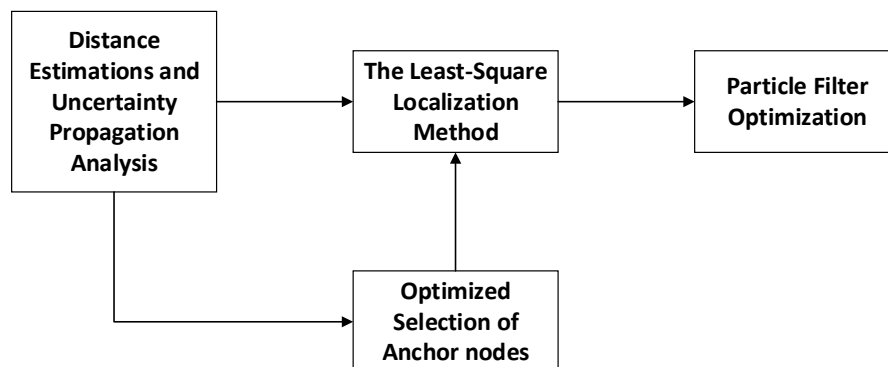 Distance
Estimations and
Uncertainty
Propagation
Analysis
The Least-Square
Localization
Method
Particle Filter
Optimization
Optimized
Selection of
Anchor nodes